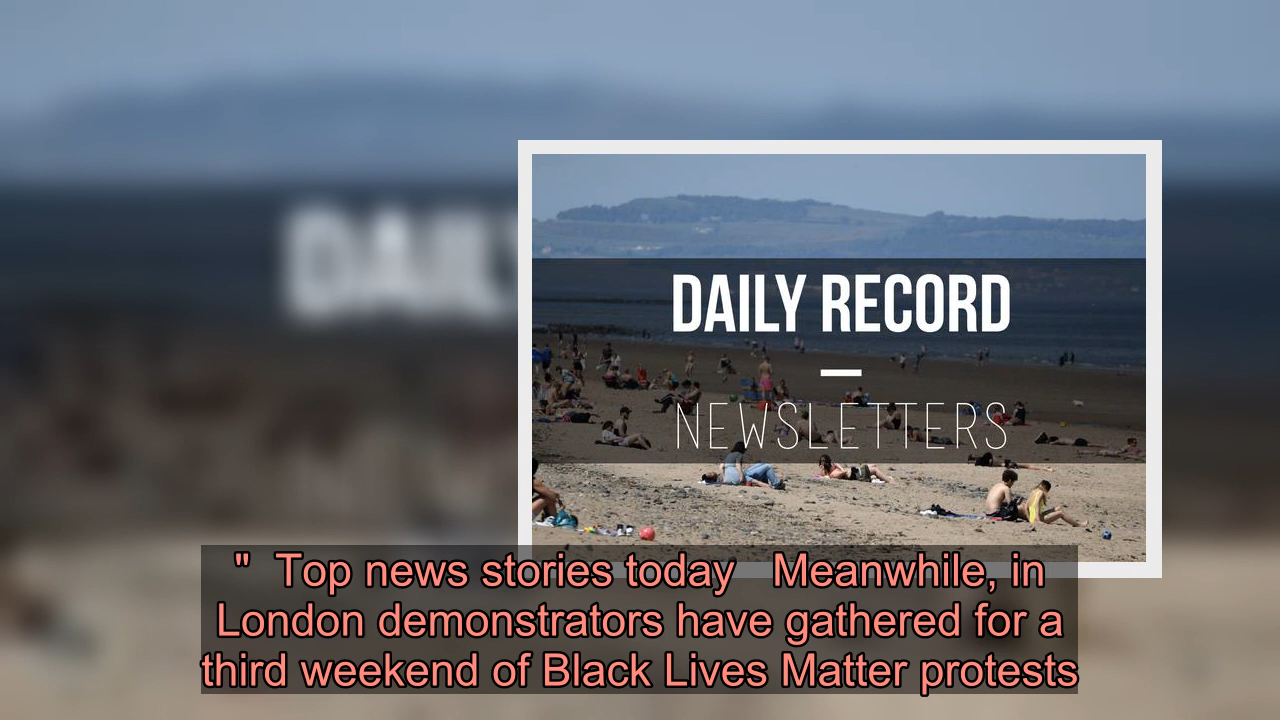 DAILY
DAILY RECORD
NEWSLETTERS
" Top news stories today Meanwhile, in
London demonstrators have gathered for a
third weekend of Black Lives Matter protests